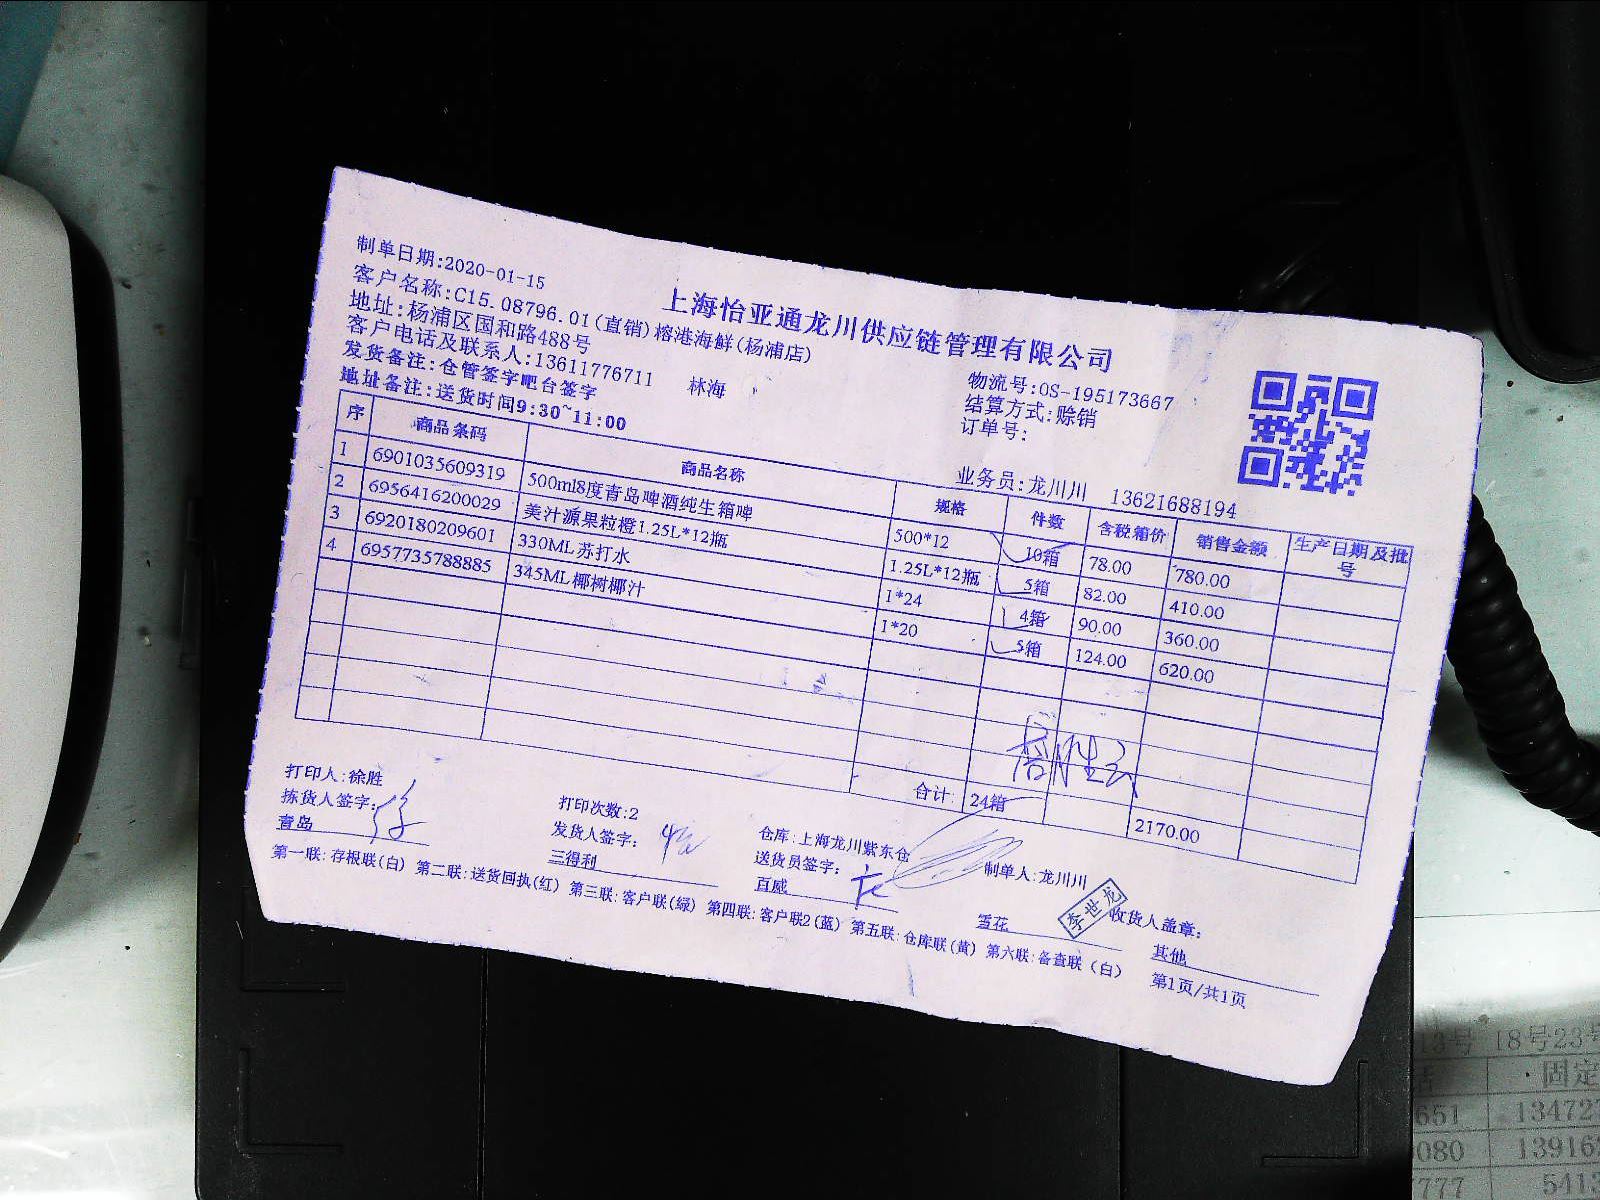 制单日期:2020-01-15
上海怡亚通龙川供应链管理有限公司
客户名称:C15.08796.01(直销)榕港海鲜(杨浦店)
地址:杨浦区国和路488号
客户电话及联系人:13611776711 林海
发货备注:仓管签字吧台签字
地址备注:送货时间9:30~11:00
物流号:OS-195173667
结算方式:赊销
订单号:
业务员:龙川川 13621688194
序 商品条码 商品名称 规格 件数 含税箱价 销售金额 生产日期及批号
1 6901035609319 500ml8度青岛啤酒纯生箱啤 500*12 10箱 78.00 780.00
2 6956416200029 美汁源果粒橙1.25L*12瓶 1.25L*12瓶 5箱 82.00 410.00
3 6920180209601 330ML苏打水 1*24 4箱 90.00 360.00
4 6957735788885 345ML椰树椰汁 1*20 5箱 124.00 620.00
合计: 24箱 2170.00
打印人:徐胜 打印次数:2 仓库:上海龙川紫东仓 制单人:龙川川
拣货人签字: 发货人签字: 送货员签字: 李世龙 收货人盖章:
青岛 三得利 百威 雪花 其他
第一联:存根联(白) 第二联:送货回执(红) 第三联:客户联(绿) 第四联:客户联2(蓝) 第五联:仓库联(黄) 第六联:备查联(白) 第1页/共1页
13号 18号23号
固定
651 13472
080 13916
777 5413